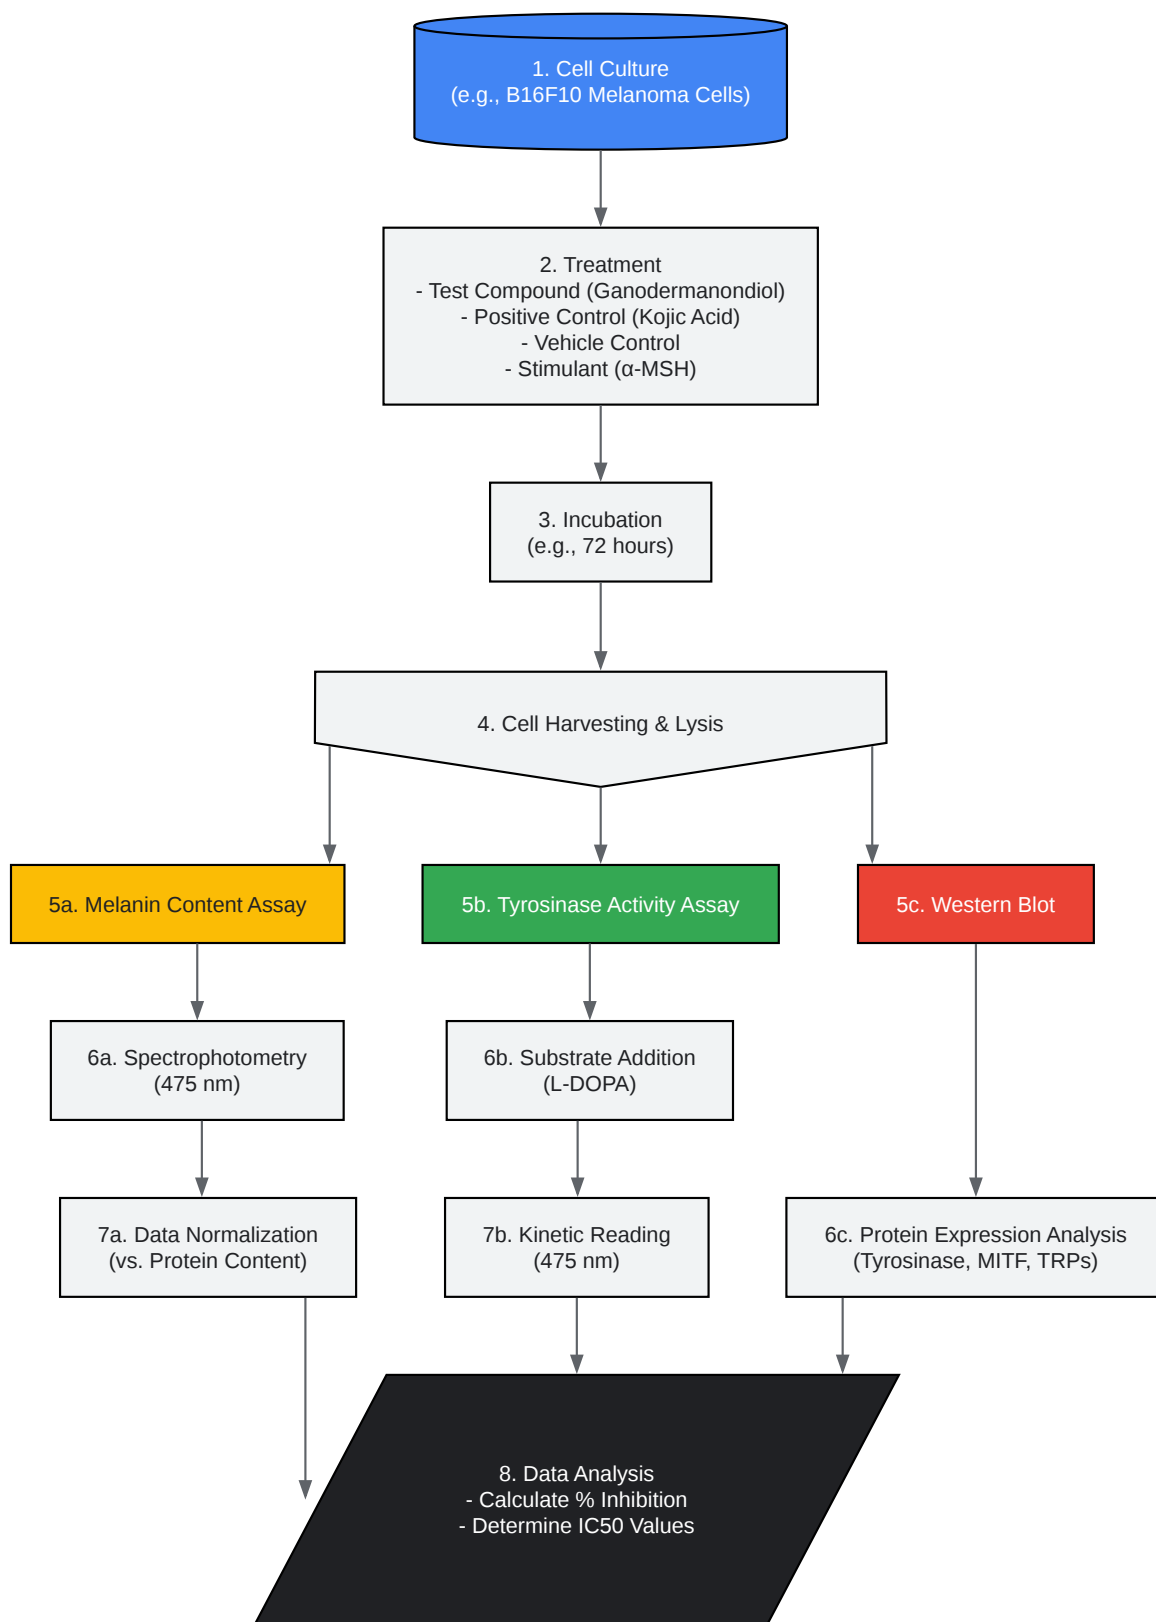 1. Cell Culture
(e.g., B16F10 Melanoma Cells)
2. Treatment
- Test Compound (Ganodermanondiol)
- Positive Control (Kojic Acid)
- Vehicle Control
- Stimulant (α-MSH)
3. Incubation
(e.g., 72 hours)
4. Cell Harvesting & Lysis
5a. Melanin Content Assay
5b. Tyrosinase Activity Assay
5c. Western Blot
6a. Spectrophotometry
(475 nm)
6b. Substrate Addition
(L-DOPA)
7a. Data Normalization
(vs. Protein Content)
7b. Kinetic Reading
(475 nm)
6c. Protein Expression Analysis
(Tyrosinase, MITF, TRPs)
8. Data Analysis
- Calculate % Inhibition
- Determine IC50 Values